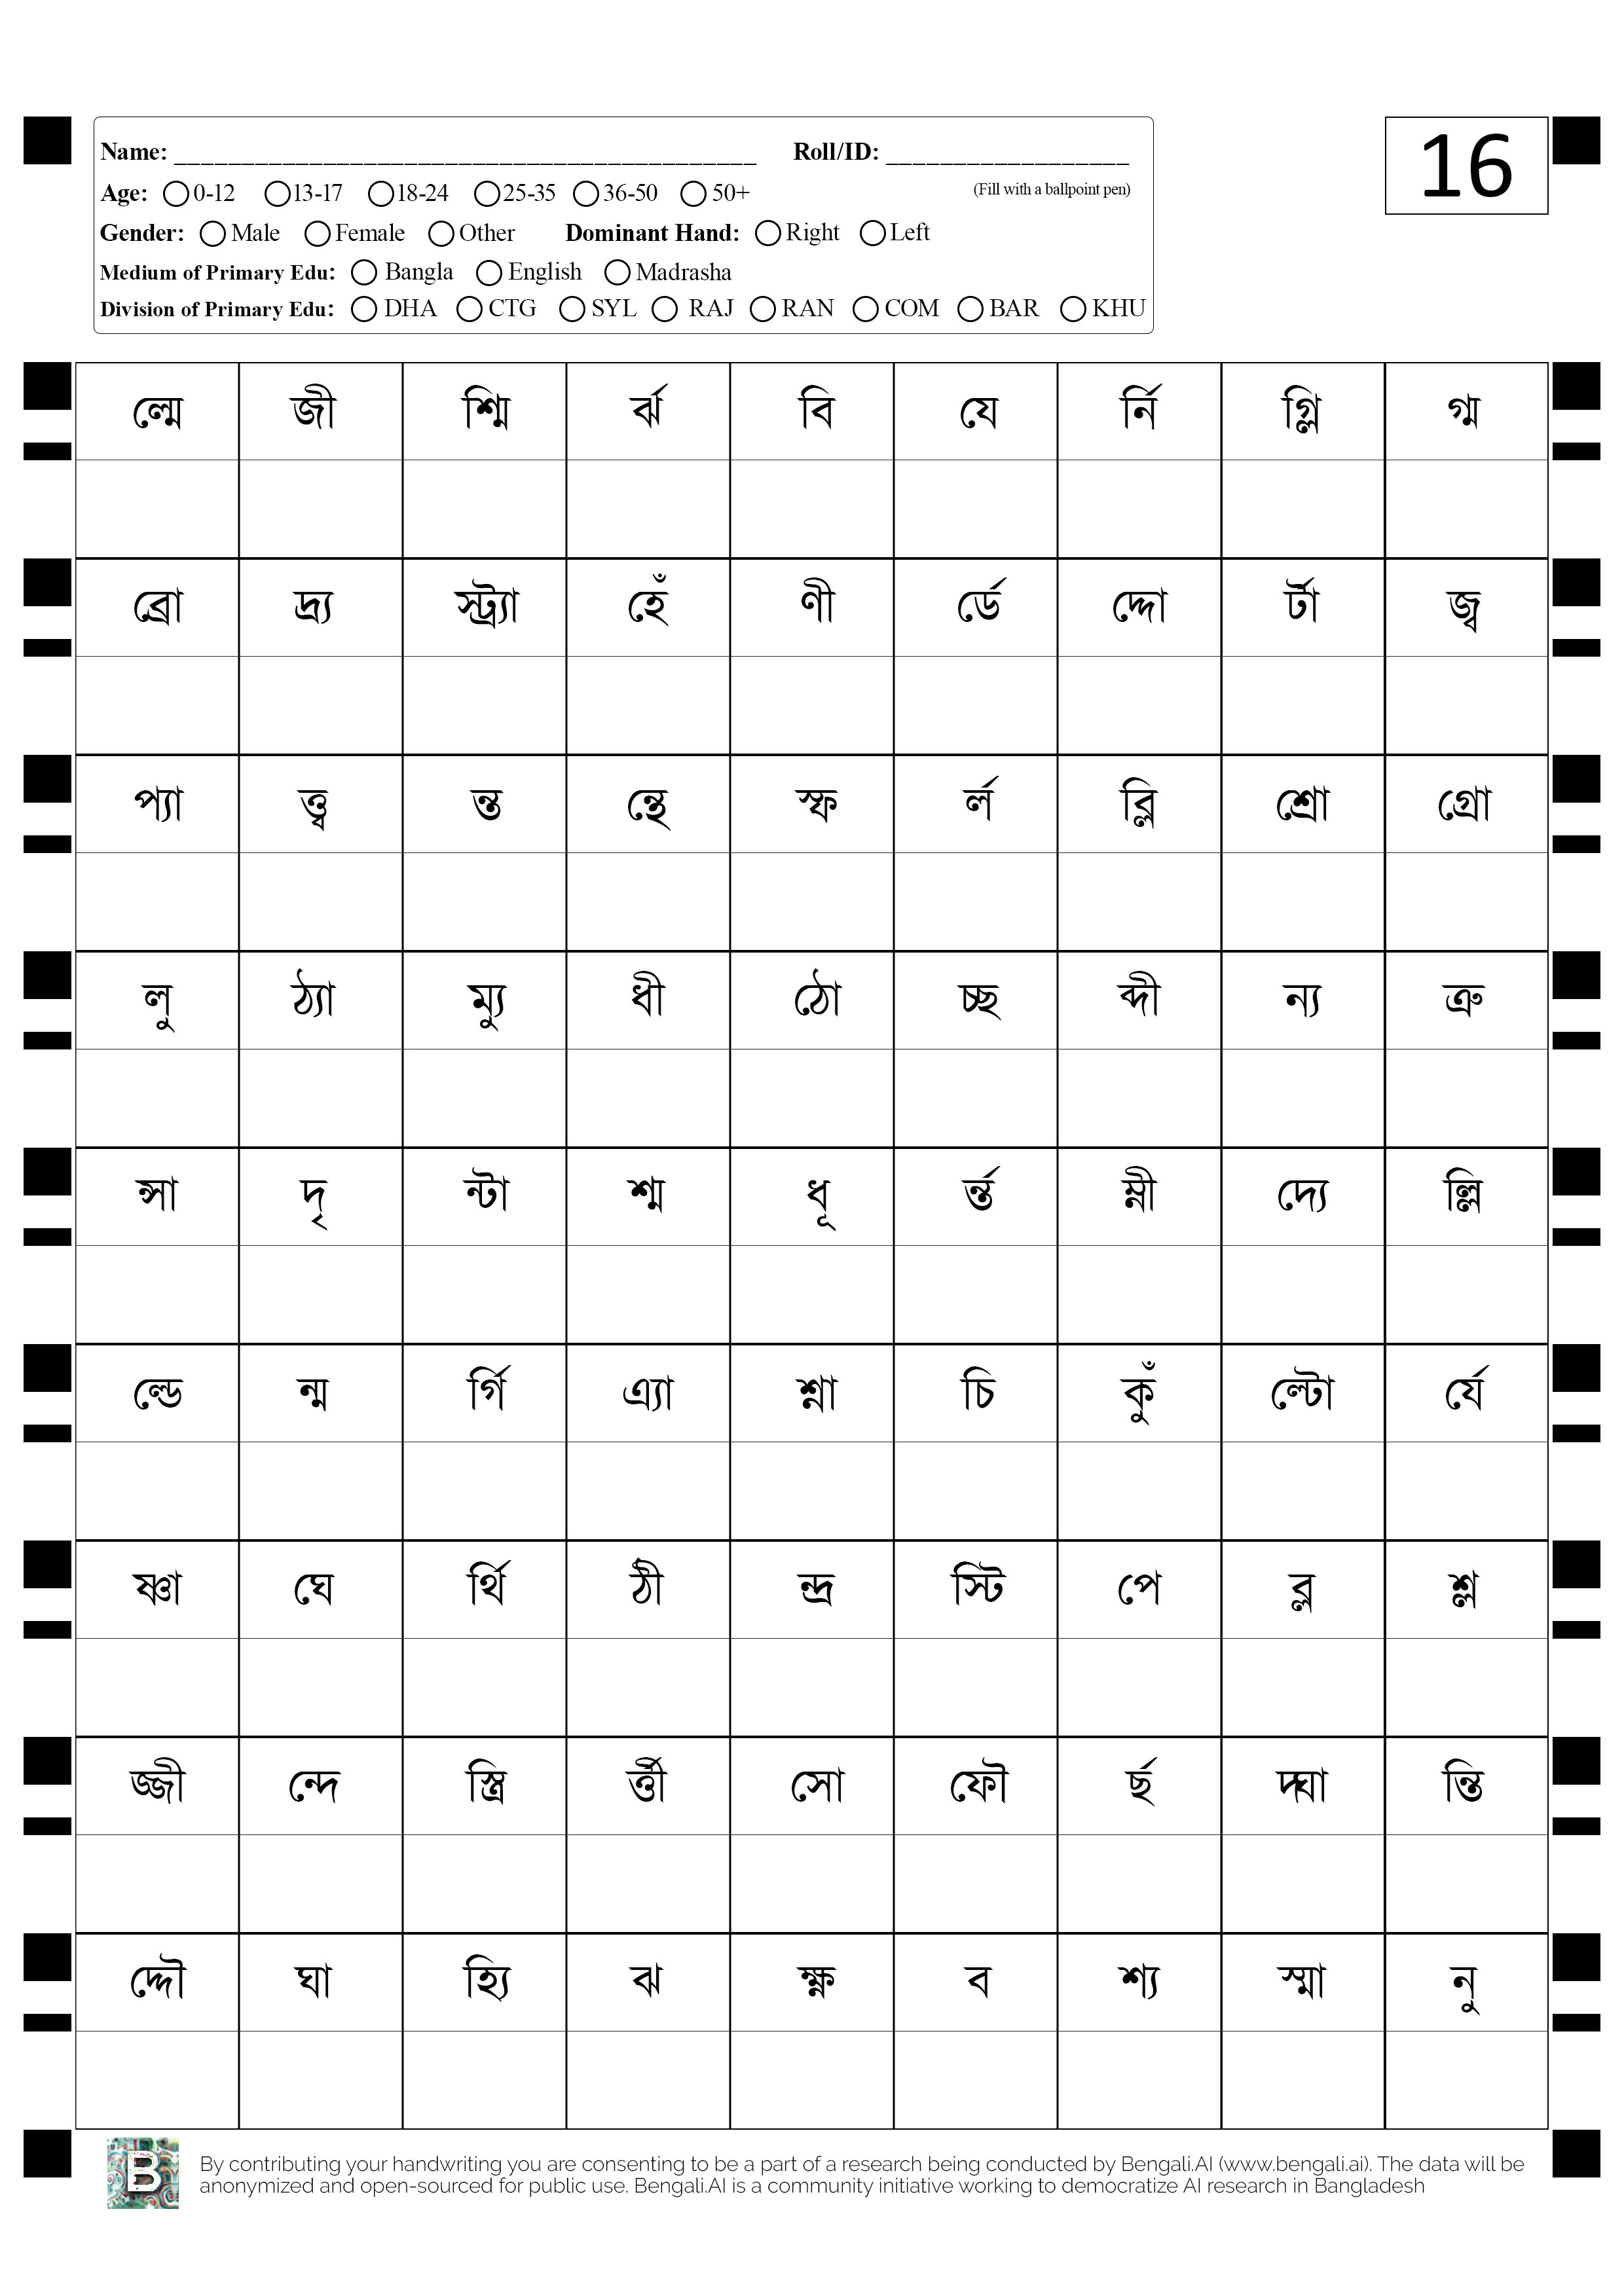 Name: ___________________________________________ Roll/ID: __________________
Age: 0-12 13-17 18-24 25-35 36-50 50+ (Fill with a ballpoint pen)
16
Gender: Male Female Other Dominant Hand: Right Left
Medium of Primary Edu: Bangla English Madrasha
Division of Primary Edu: DHA CTG SYL RAJ RAN COM BAR KHU
ল্মে জী শ্মি র্ঝ বি যে র্নি গ্লি গ্ম
ব্রো দ্র্য স্ট্র্যা হেঁ ণী র্ডে দ্দো র্টা জ্ব
প্যা ত্ত্ব ন্ত ন্থে স্ফ র্ল ব্লি শ্রো গ্রো
লু ঠ্যা ম্যু ধী ঠো চ্ছ ব্দী ন্য ত্রু
ন্সা দৃ ন্টা শ্ম ধূ র্ন্ত ম্নী দ্যে ল্লি
ল্ডে ন্ম র্গি এ্যা শ্না চি কুঁ ল্টো র্যে
ষ্ণা ঘে র্থি ঠী ন্দ্র স্টি পে ব্ল শ্ল
জ্জী ন্দে স্ত্রি র্ত্তী সো ফৌ র্ছ দ্ঘা ন্তি
দ্দৌ ঘা হ্যি ঝ ক্ষ্ণ ব শ্য স্মা নু
B
By contributing your handwriting you are consenting to be a part of a research being conducted by Bengali.AI (www.bengali.ai). The data will be
anonymized and open-sourced for public use. Bengali.AI is a community initiative working to democratize AI research in Bangladesh